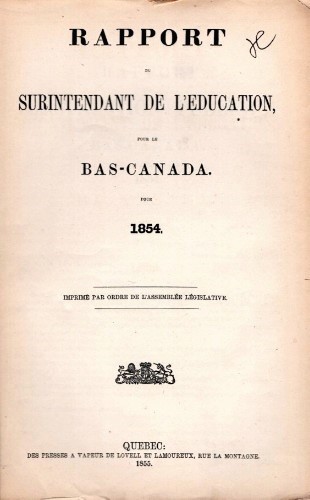 RAPPORT
DU
SURINTENDANT DE L'EDUCATION,
POUR LE
BAS-CANADA.
POUR
1854.
IMPRIMÉ PAR ORDRE DE L'ASSEMBLÉE LÉGISLATIVE.
QUEBEC:
DES PRESSES A VAPEUR DE LOVELL ET LAMOUREUX, RUE LA MONTAGNE.
1855.